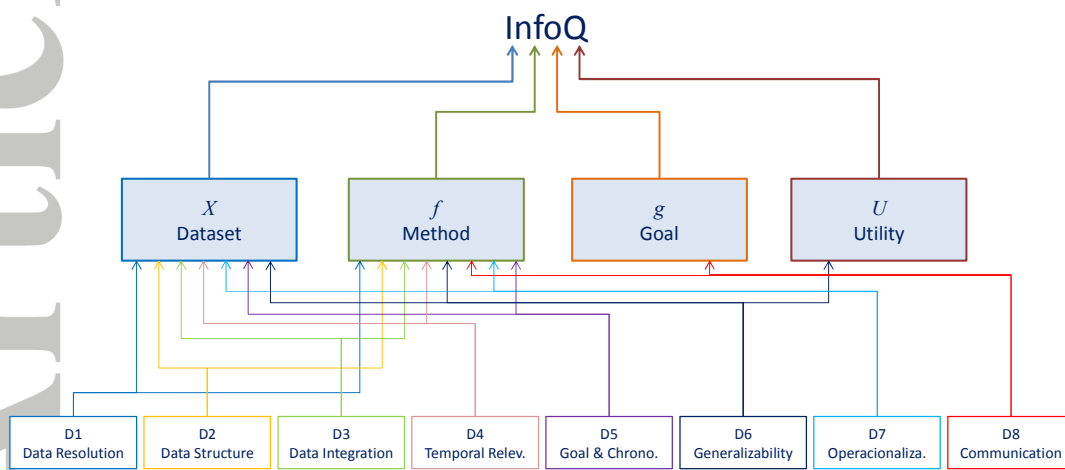 InfoQ
X
Dataset
f
Method
g
Goal
U
Utility
D1
Data Resolution
D2
Data Structure
D3
Data Integration
D4
Temporal Relev.
D5
Goal & Chrono.
D6
Generalizability
D7
Operacionaliza.
D8
Communication